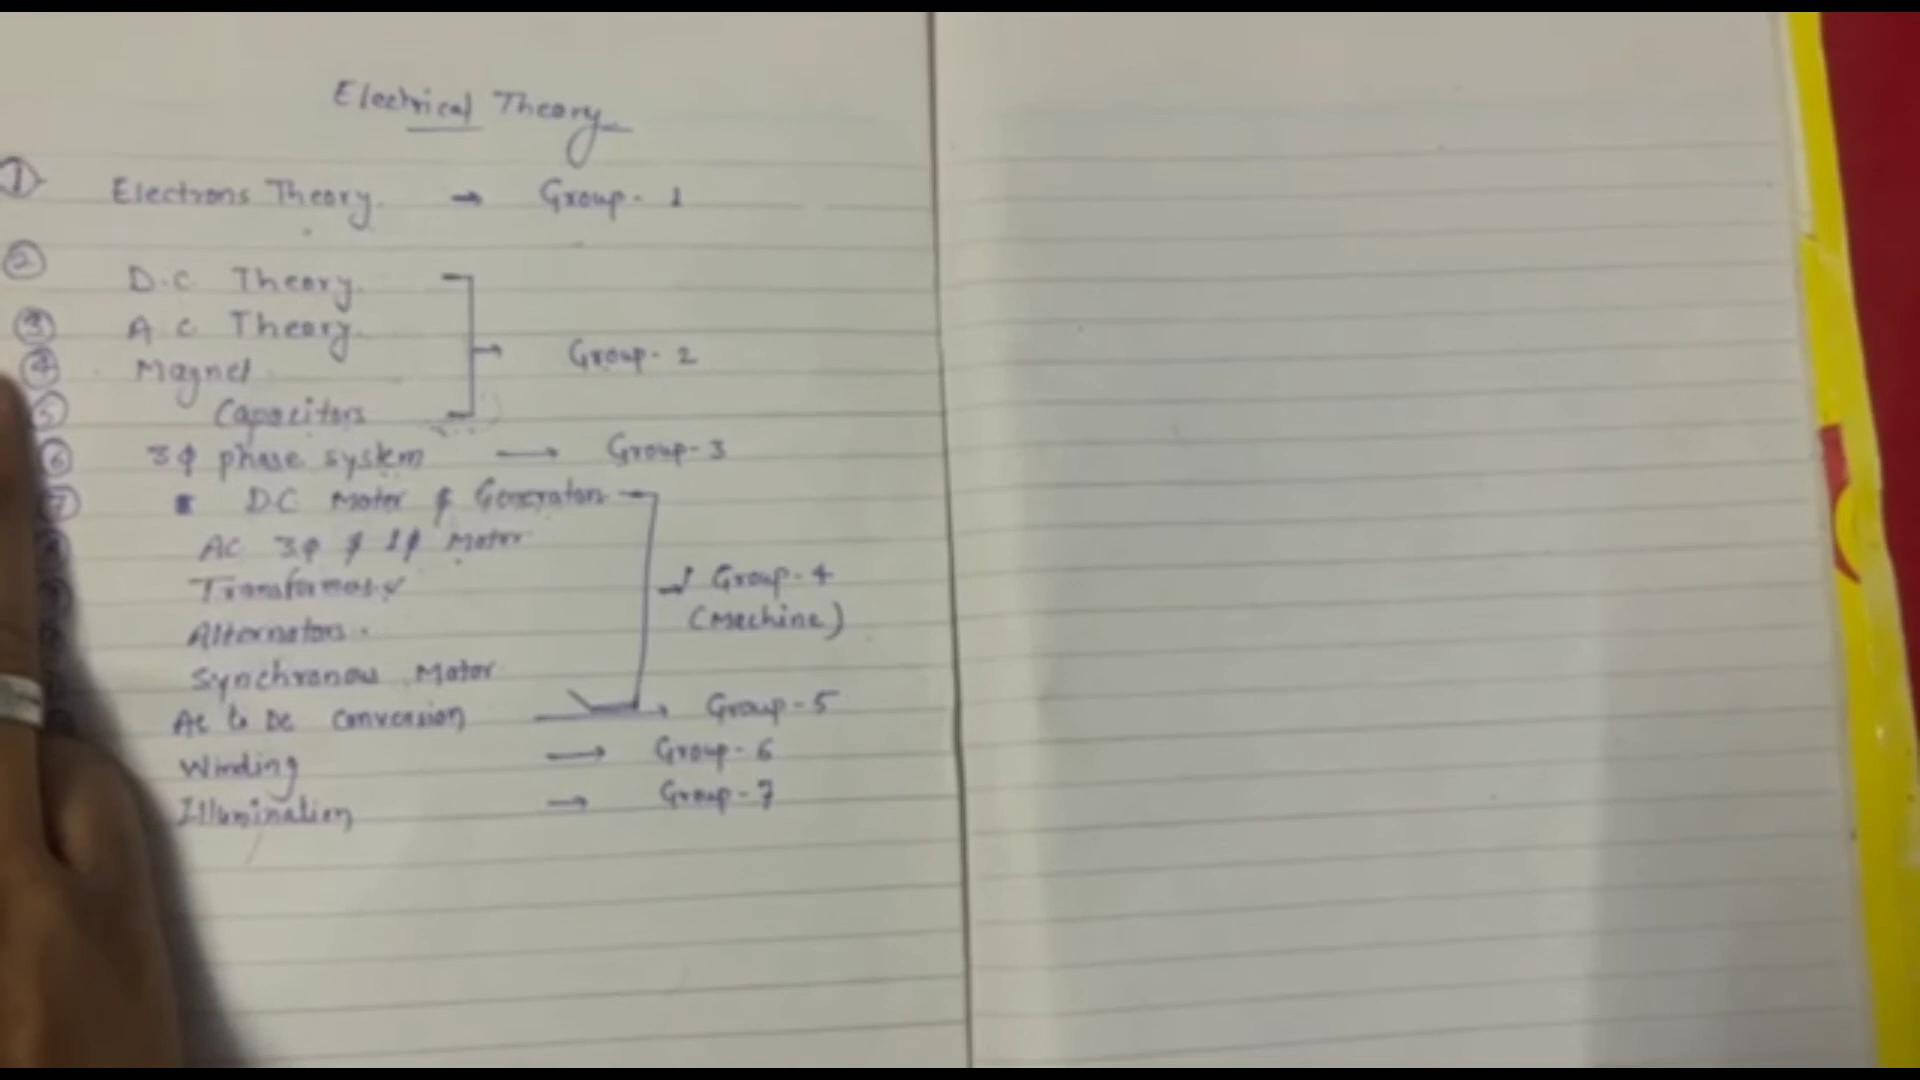 Electrical Theory
1 Electrons Theory. → Group - 1
2 D.C Theory.
3 A C Theory.
4 Magnet
Group - 2
5 Capacitors
6 3ϕ phase system → Group - 3
7 D.C Motor & Generators
AC 3ϕ & 1ϕ Motor
Transformers
Group - 4
Alternators.
(Machine)
Synchronous Motor
AC to DC Conversion → Group - 5
Winding → Group - 6
Illumination → Group - 7